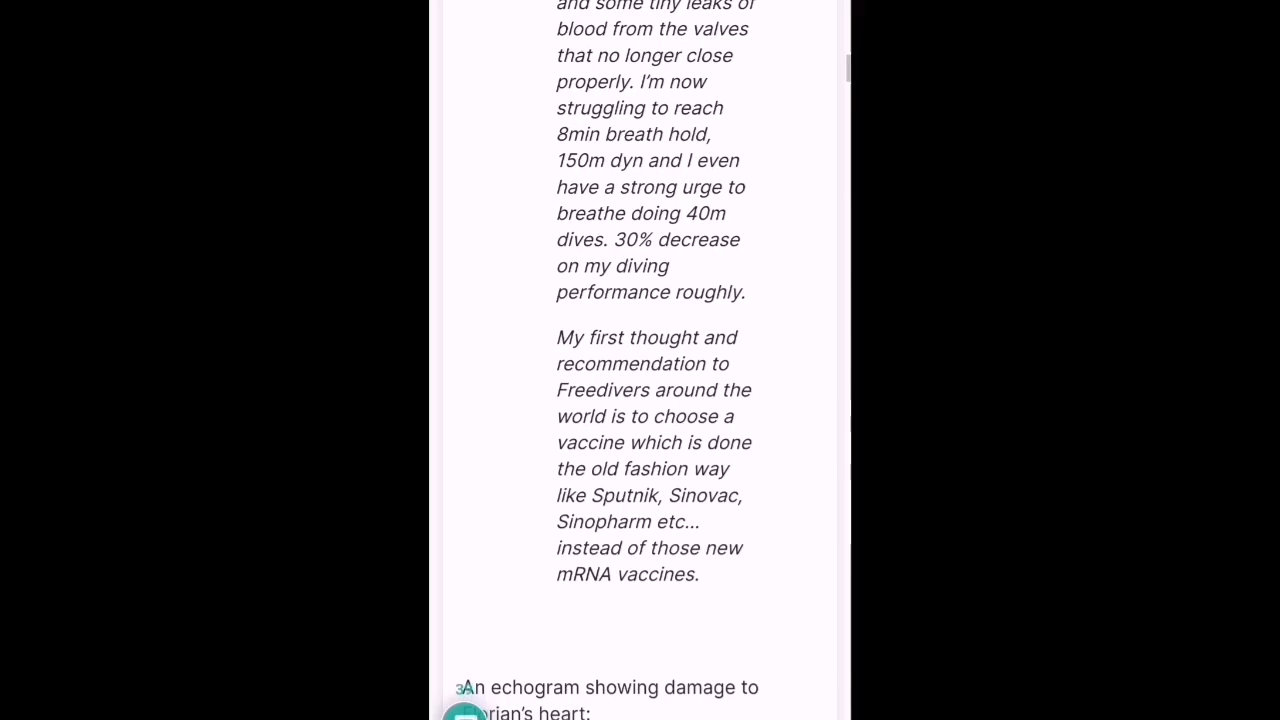 and some tiny leaks of
blood from the valves
that no longer close
properly. I’m now
struggling to reach
8min breath hold,
150m dyn and I even
have a strong urge to
breathe doing 40m
dives. 30% decrease
on my diving
performance roughly.
My first thought and
recommendation to
Freedivers around the
world is to choose a
vaccine which is done
the old fashion way
like Sputnik, Sinovac,
Sinopharm etc...
instead of those new
mRNA vaccines.
An echogram showing damage to
Florian’s heart: